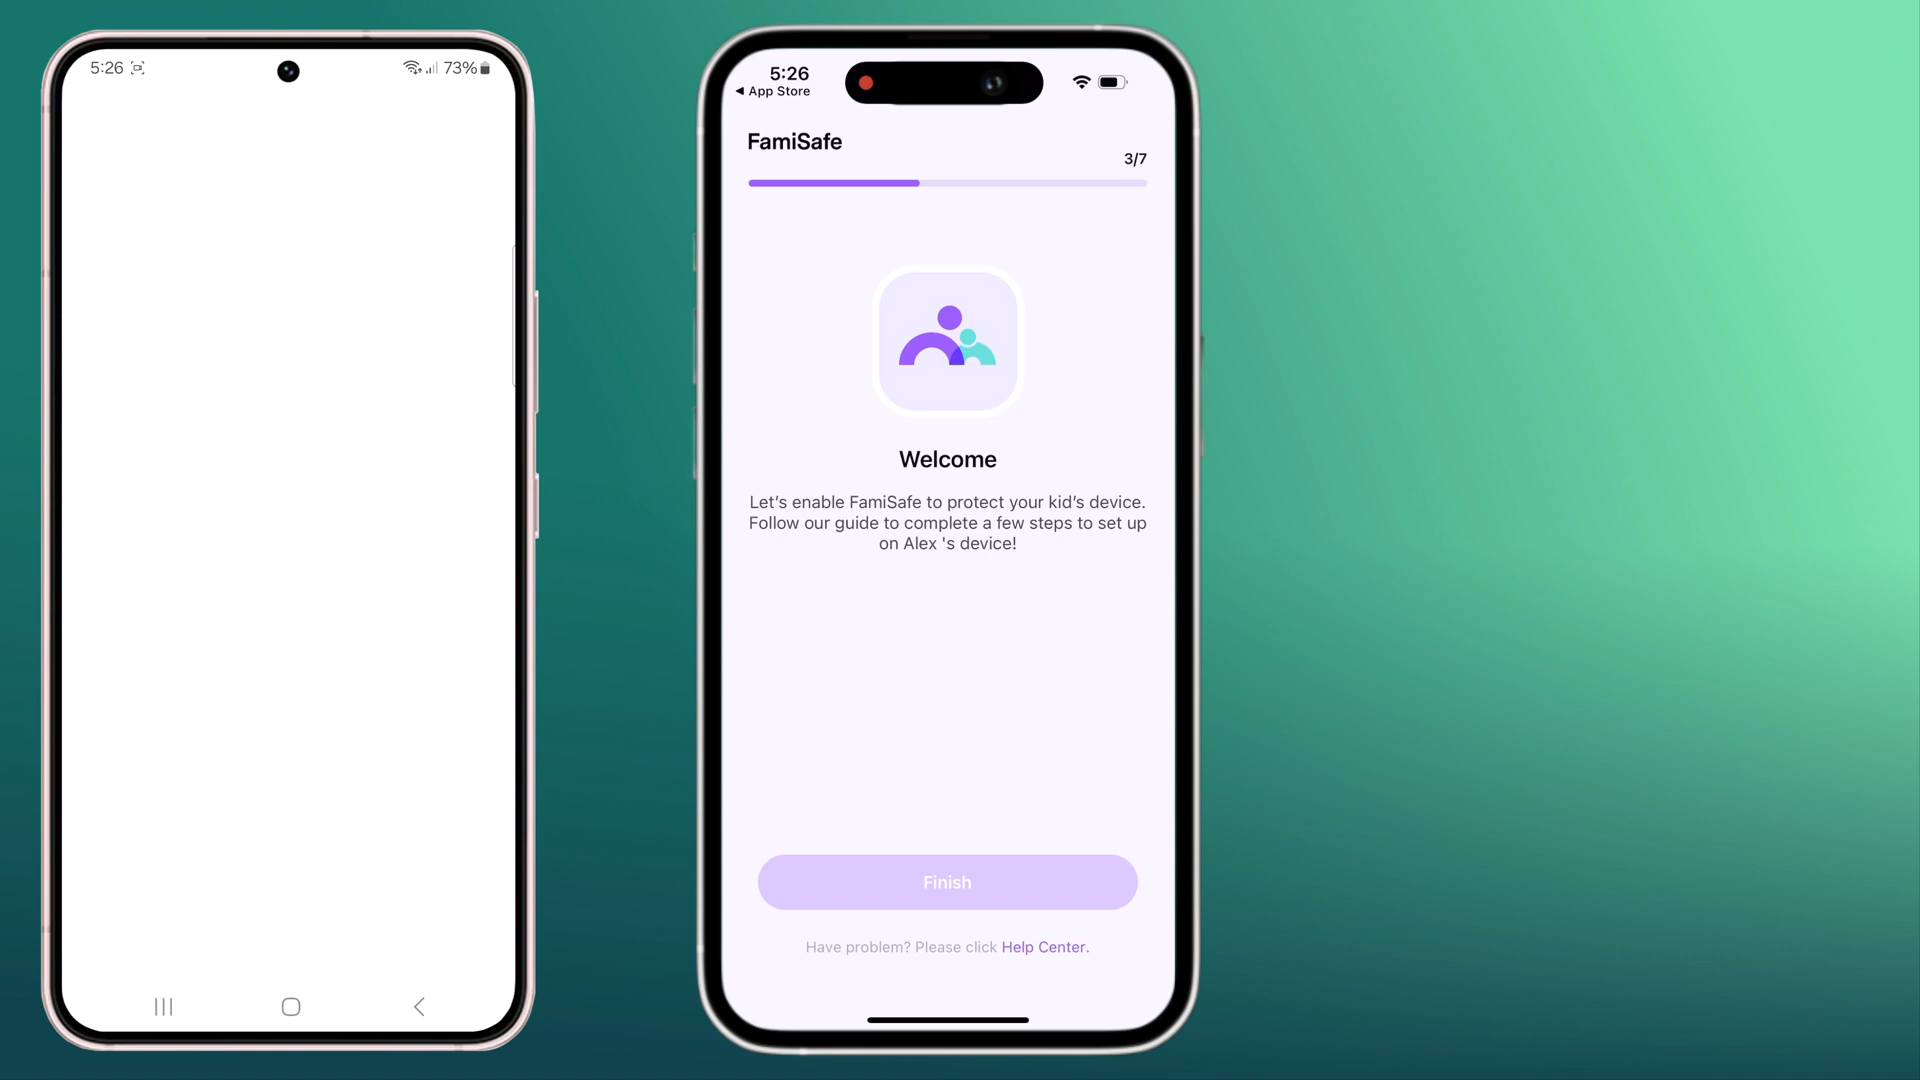 5:26
73%
5:26
◀ App Store
FamiSafe
3/7
Welcome
Let’s enable FamiSafe to protect your kid’s device.
Follow our guide to complete a few steps to set up
on Alex 's device!
Finish
Have problem? Please click Help Center.